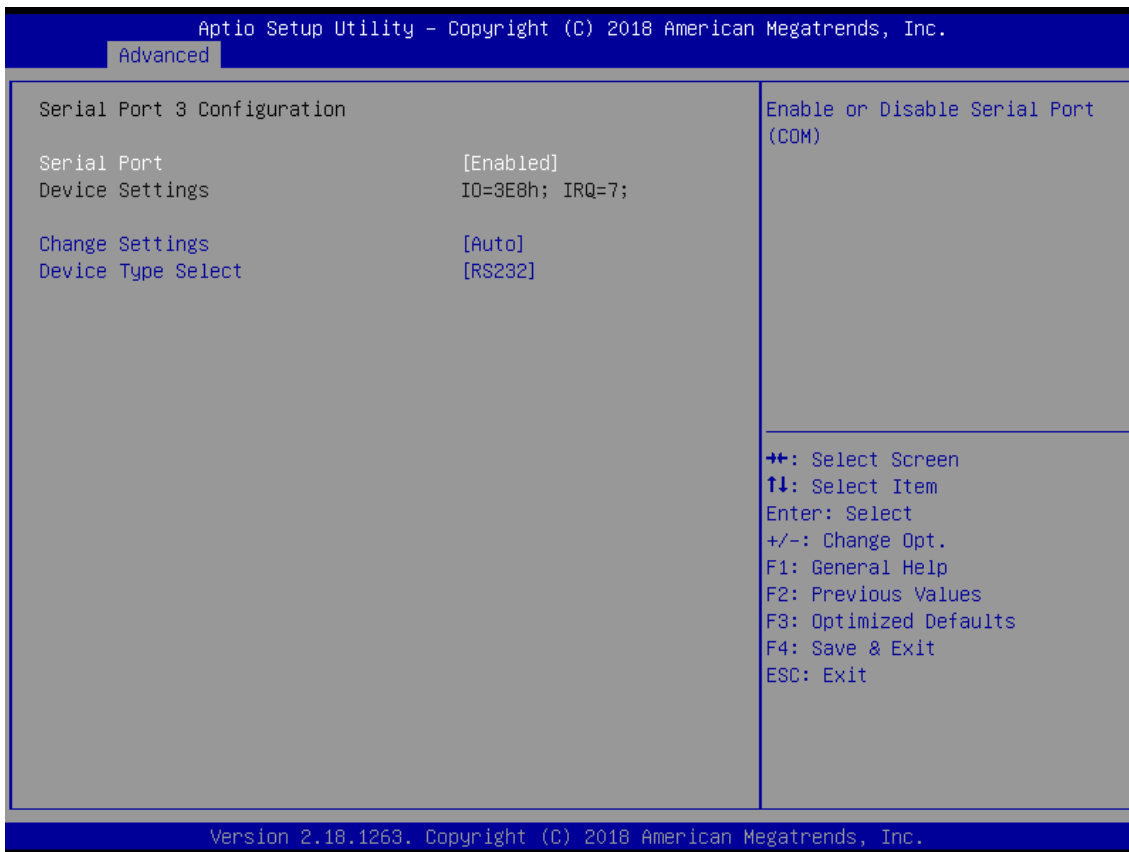 Aptio Setup Utility – Copyright (C) 2018 American Megatrends, Inc.
Advanced
Serial Port 3 Configuration
Serial Port [Enabled]
Device Settings IO=3E8h; IRQ=7;
Change Settings [Auto]
Device Type Select [RS232]
Enable or Disable Serial Port
(COM)
→←: Select Screen
↑↓: Select Item
Enter: Select
+/-: Change Opt.
F1: General Help
F2: Previous Values
F3: Optimized Defaults
F4: Save & Exit
ESC: Exit
Version 2.18.1263. Copyright (C) 2018 American Megatrends, Inc.